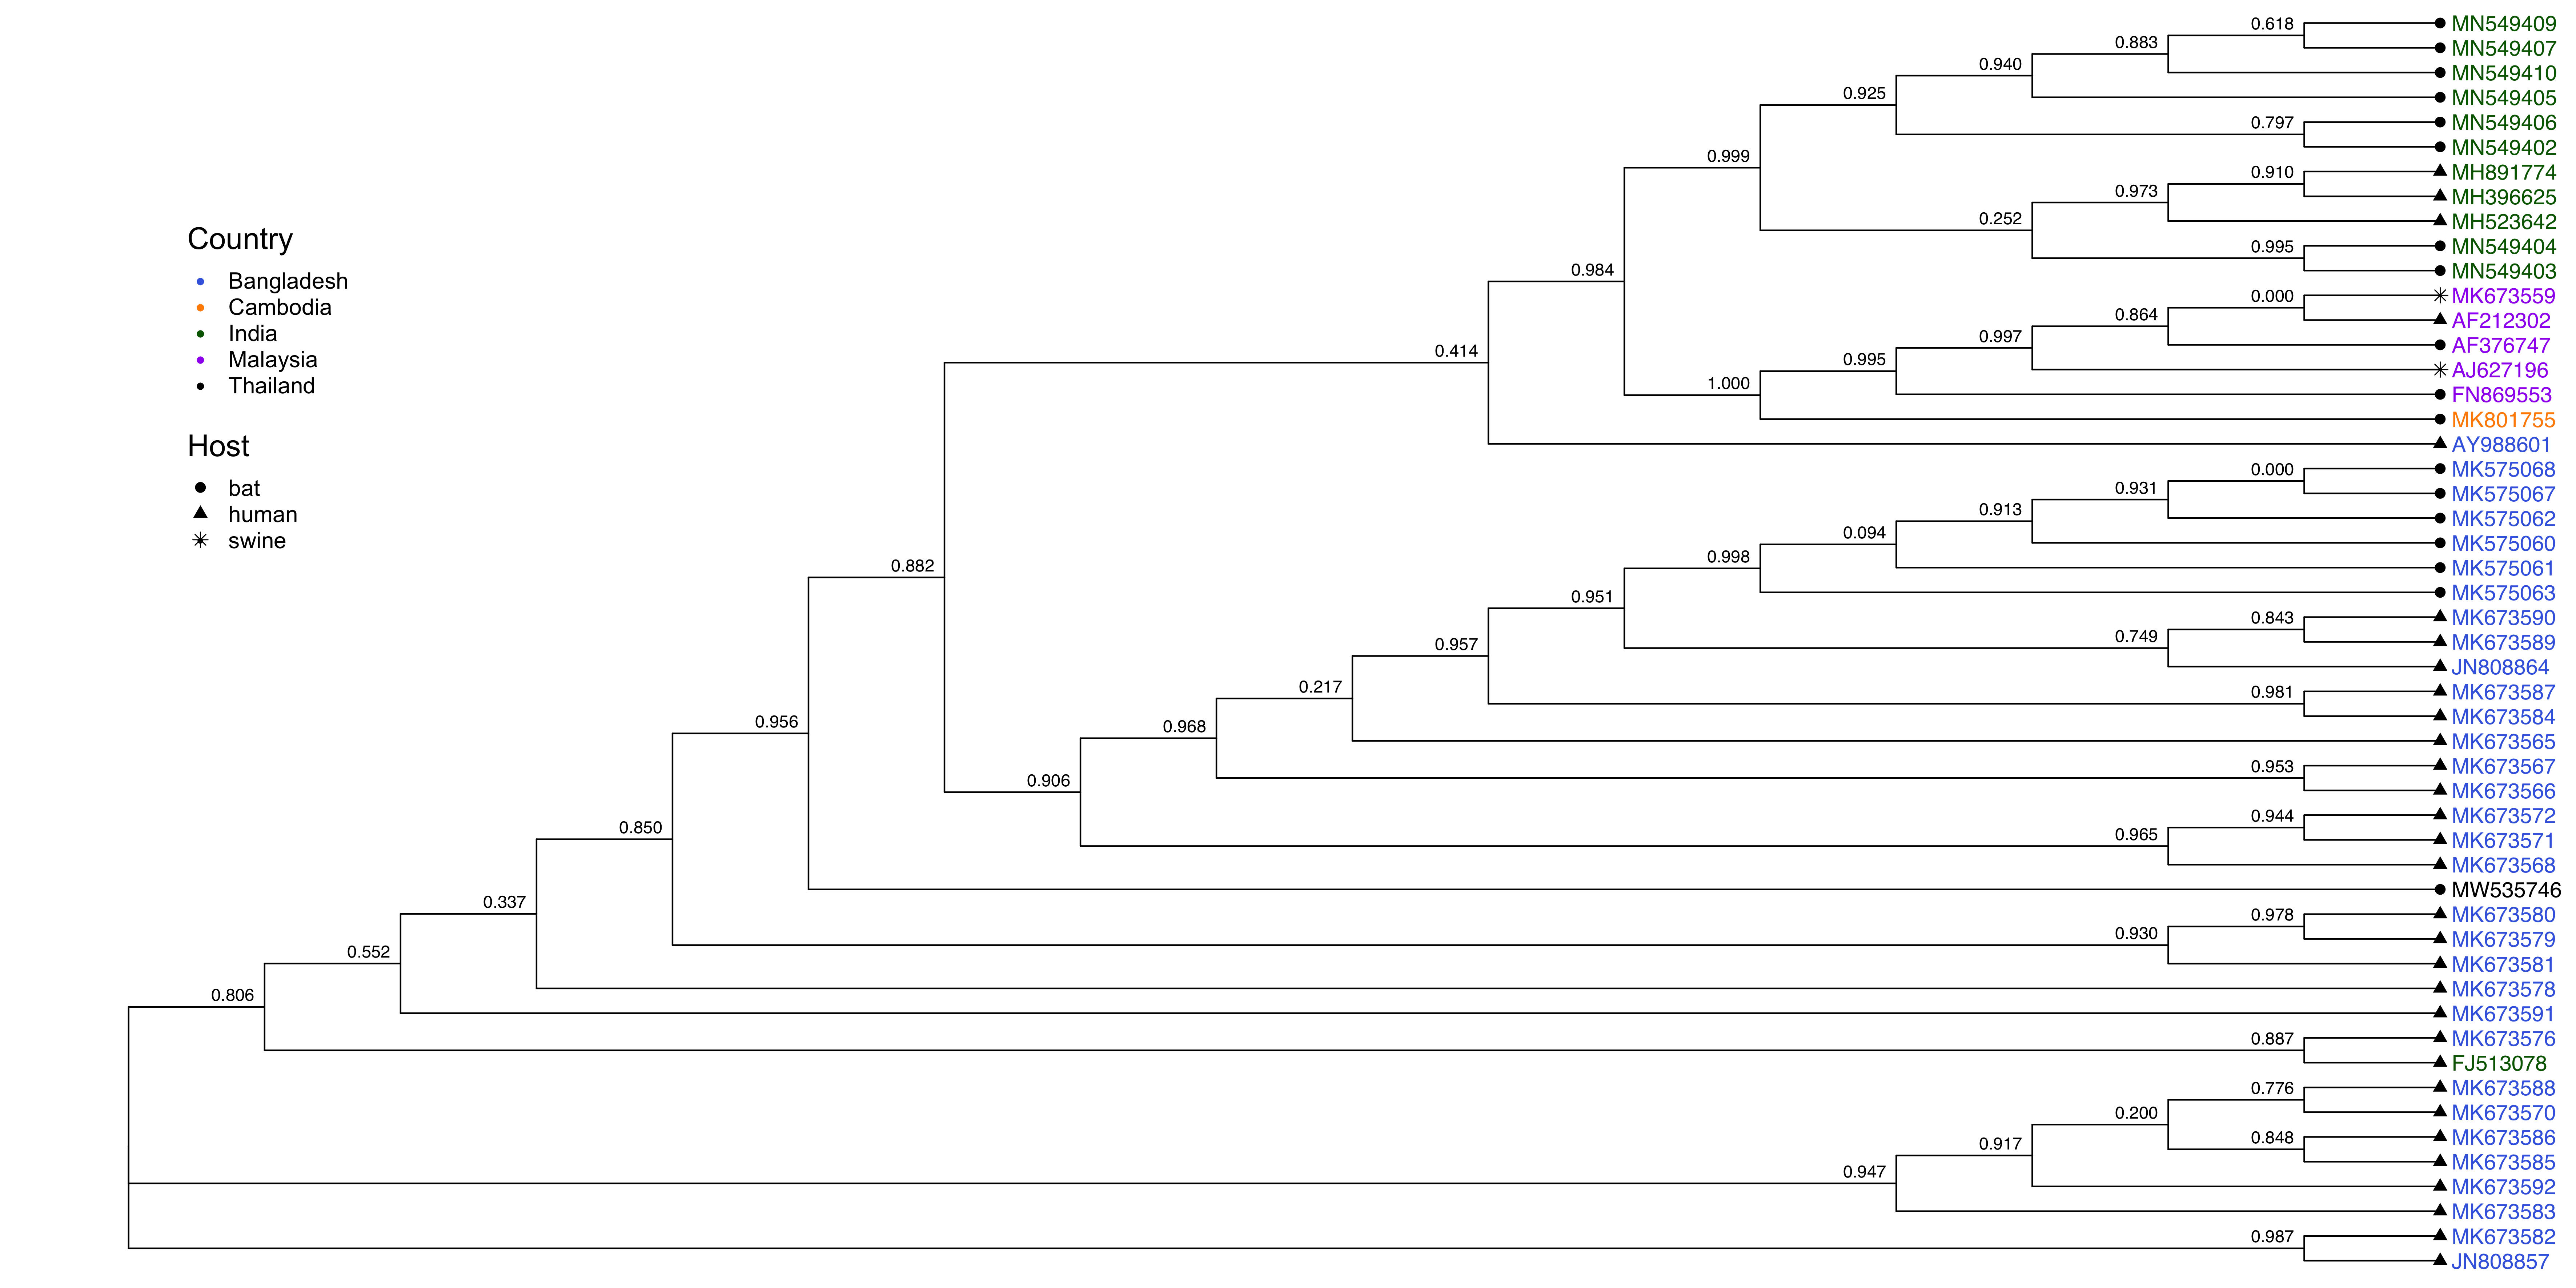 0.618
MN549409
0.883
MN549407
0.940
MN549410
0.925
MN549405
0.797
MN549406
0.999
MN549402
0.910
MH891774
0.973
MH396625
0.252
MH523642
0.995
MN549404
0.984
MN549403
0.000
MK673559
0.864
AF212302
0.997
AF376747
0.414
0.995
AJ627196
1.000
FN869553
MK801755
AY988601
Country
Bangladesh
Cambodia
India
Malaysia
Thailand
Host
bat
human
swine
0.000
MK575068
0.931
MK575067
0.913
MK575062
0.094
MK575060
0.998
MK575061
0.882
0.951
MK575063
0.843
MK673590
0.749
MK673589
0.957
JN808864
0.217
0.981
MK673587
0.956
0.968
MK673584
MK673565
0.906
0.953
MK673567
MK673566
0.850
0.944
MK673572
0.965
MK673571
MK673568
MW535746
0.337
0.978
MK673580
0.930
MK673579
0.552
MK673581
0.806
MK673578
MK673591
0.887
MK673576
FJ513078
0.776
MK673588
0.200
MK673570
0.848
MK673586
0.917
MK673585
0.947
MK673592
MK673583
0.987
MK673582
JN808857